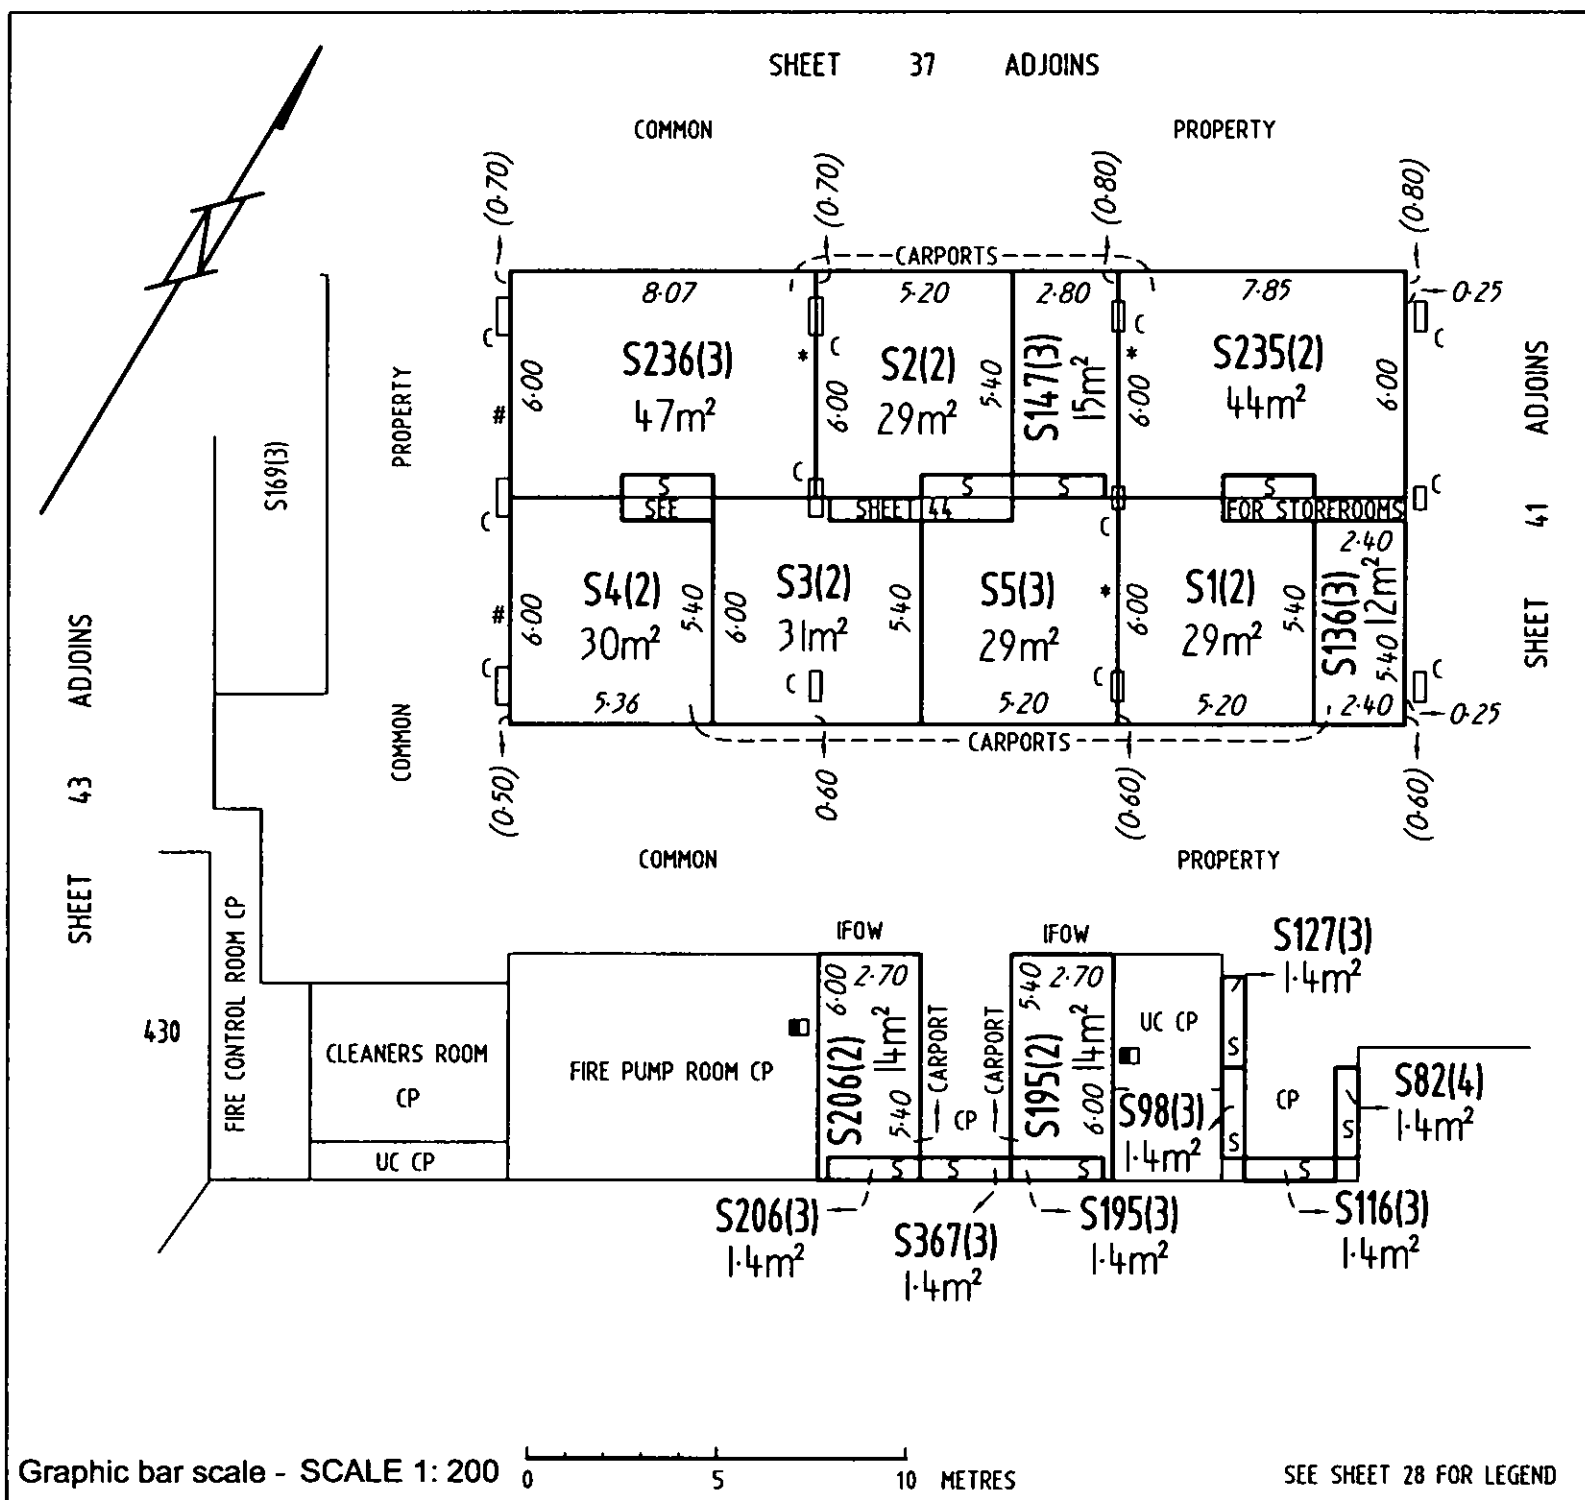 SHEET 37 ADJOINS
COMMON PROPERTY
(0·70) (0·70) (0·80) (0·80)
CARPORTS
8·07 5·20 2·80 7·85 0·25
C C C C
S236(3) * S2(2) S147(3) * S235(2)
47m² 29m² 15m² 44m²
6·00 # 6·00 5·40 6·00 6·00
PROPERTY
S169(3)
SHEET 41 ADJOINS
C C C
S S S S
SEE SHEET 44 FOR STOREROOMS
C C
2·40
S4(2) S3(2) S5(3) * S1(2) S136(3)
30m² 31m² 29m² 29m² 12m²
# 6·00 5·40 6·00 5·40 6·00 5·40 5·40
C C C
5·36 5·20 5·20 2·40 0·25
CARPORTS
COMMON
(0·50) 0·60 (0·60) (0·60)
SHEET 43 ADJOINS
COMMON PROPERTY
IFOW IFOW
S127(3)
1·4m²
FIRE CONTROL ROOM CP
430
CLEANERS ROOM
CP
UC CP
FIRE PUMP ROOM CP
6·00 2·70
S206(2) 14m²
5·40
CARPORT
CP
CARPORT
5·40 2·70
S195(2) 14m²
6·00
UC CP
S
S98(3)
1·4m²
S
CP
S
S82(4)
1·4m²
S S S S
S206(3)
1·4m²
S367(3)
1·4m²
S195(3)
1·4m²
S116(3)
1·4m²
Graphic bar scale - SCALE 1: 200
0 5 10 METRES
SEE SHEET 28 FOR LEGEND